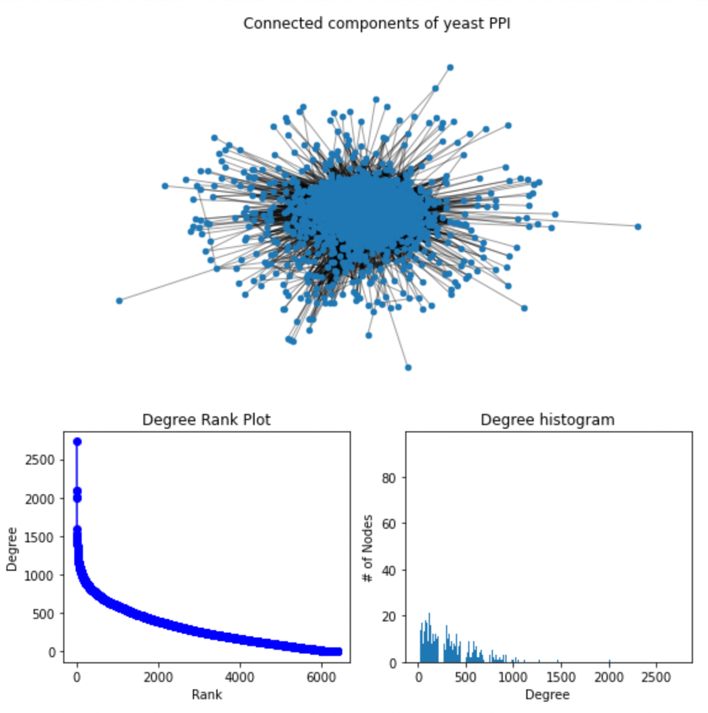 Connected components of yeast PPI
Degree Rank Plot
Degree
2500
2000
1500
1000
500
0
0 2000 4000 6000
Rank
Degree histogram
# of Nodes
80
60
40
20
0
0 500 1000 1500 2000 2500
Degree